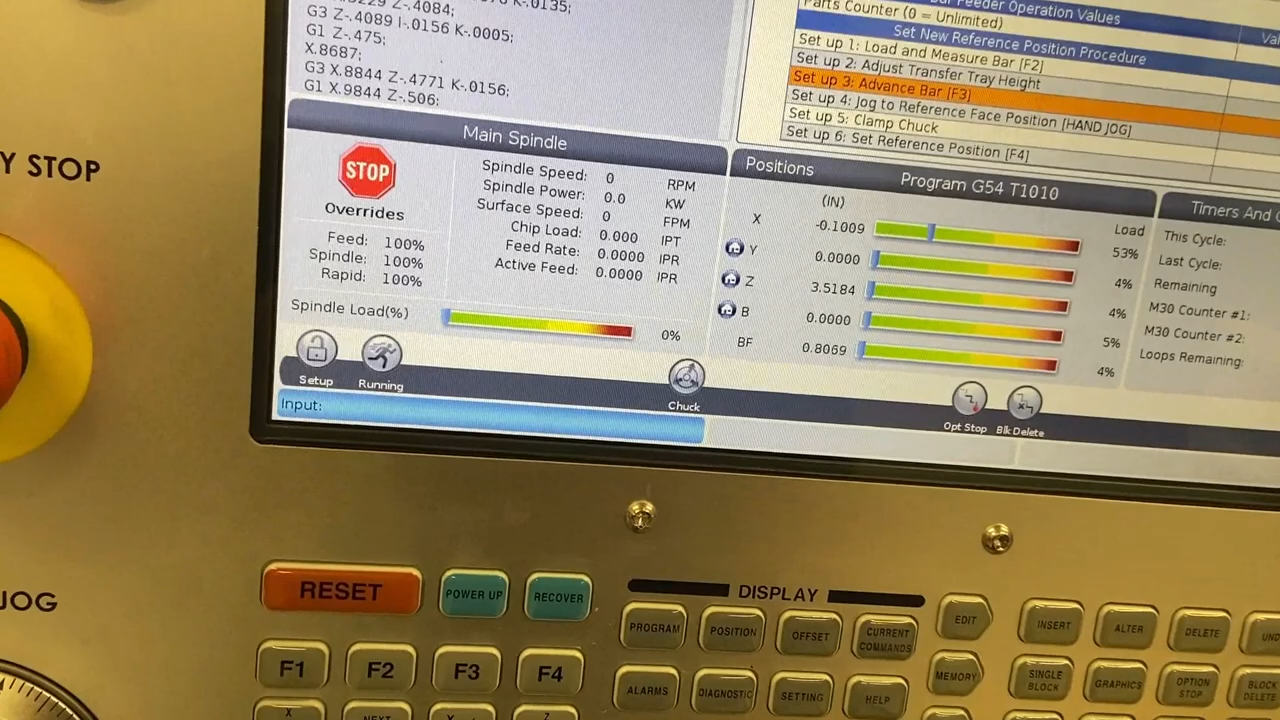 Z-.4084;
K-.0135;
G3 Z-.4089 I-.0156 K-.0005;
G1 Z-.475;
X.8687;
G3 X.8844 Z-.4771 K-.0156;
G1 X.9844 Z-.506;
Feeder Operation Values
Parts Counter (0 = Unlimited)
Set New Reference Position Procedure
Set up 1: Load and Measure Bar [F2]
Set up 2: Adjust Transfer Tray Height
Set up 3: Advance Bar [F3]
Set up 4: Jog to Reference Face Position [HAND JOG]
Set up 5: Clamp Chuck
Set up 6: Set Reference Position [F4]
Y STOP
Main Spindle
STOP
Overrides
Feed: 100%
Spindle: 100%
Rapid: 100%
Spindle Speed: 0 RPM
Spindle Power: 0.0 KW
Surface Speed: 0 FPM
Chip Load: 0.000 IPT
Feed Rate: 0.0000 IPR
Active Feed: 0.0000 IPR
Spindle Load(%) 0%
Positions Program G54 T1010
(IN) Load
X -0.1009 53%
Y 0.0000 4%
Z 3.5184 4%
B 0.0000 5%
BF 0.8069 4%
Timers And
This Cycle:
Last Cycle:
Remaining
M30 Counter #1:
M30 Counter #2:
Loops Remaining:
Setup Running Chuck Opt Stop Blk Delete
Input:
JOG
RESET POWER UP RECOVER
F1 F2 F3 F4
DISPLAY
PROGRAM POSITION OFFSET CURRENT COMMANDS
ALARMS DIAGNOSTIC SETTING HELP
EDIT INSERT ALTER DELETE
MEMORY SINGLE BLOCK GRAPHICS OPTION STOP BLOCK DELETE
X NEXT